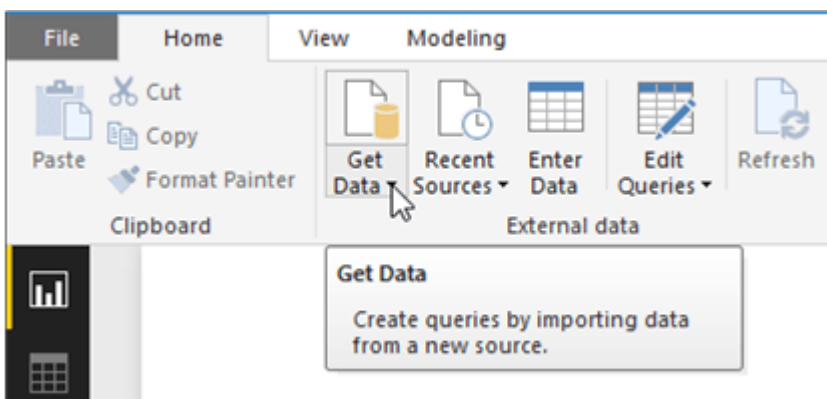 File Home View Modeling
Cut
Copy
Format Painter
Paste
Clipboard
Get
Data
Recent
Sources
Enter
Data
Edit
Queries
Refresh
External data
Get Data
Create queries by importing data
from a new source.